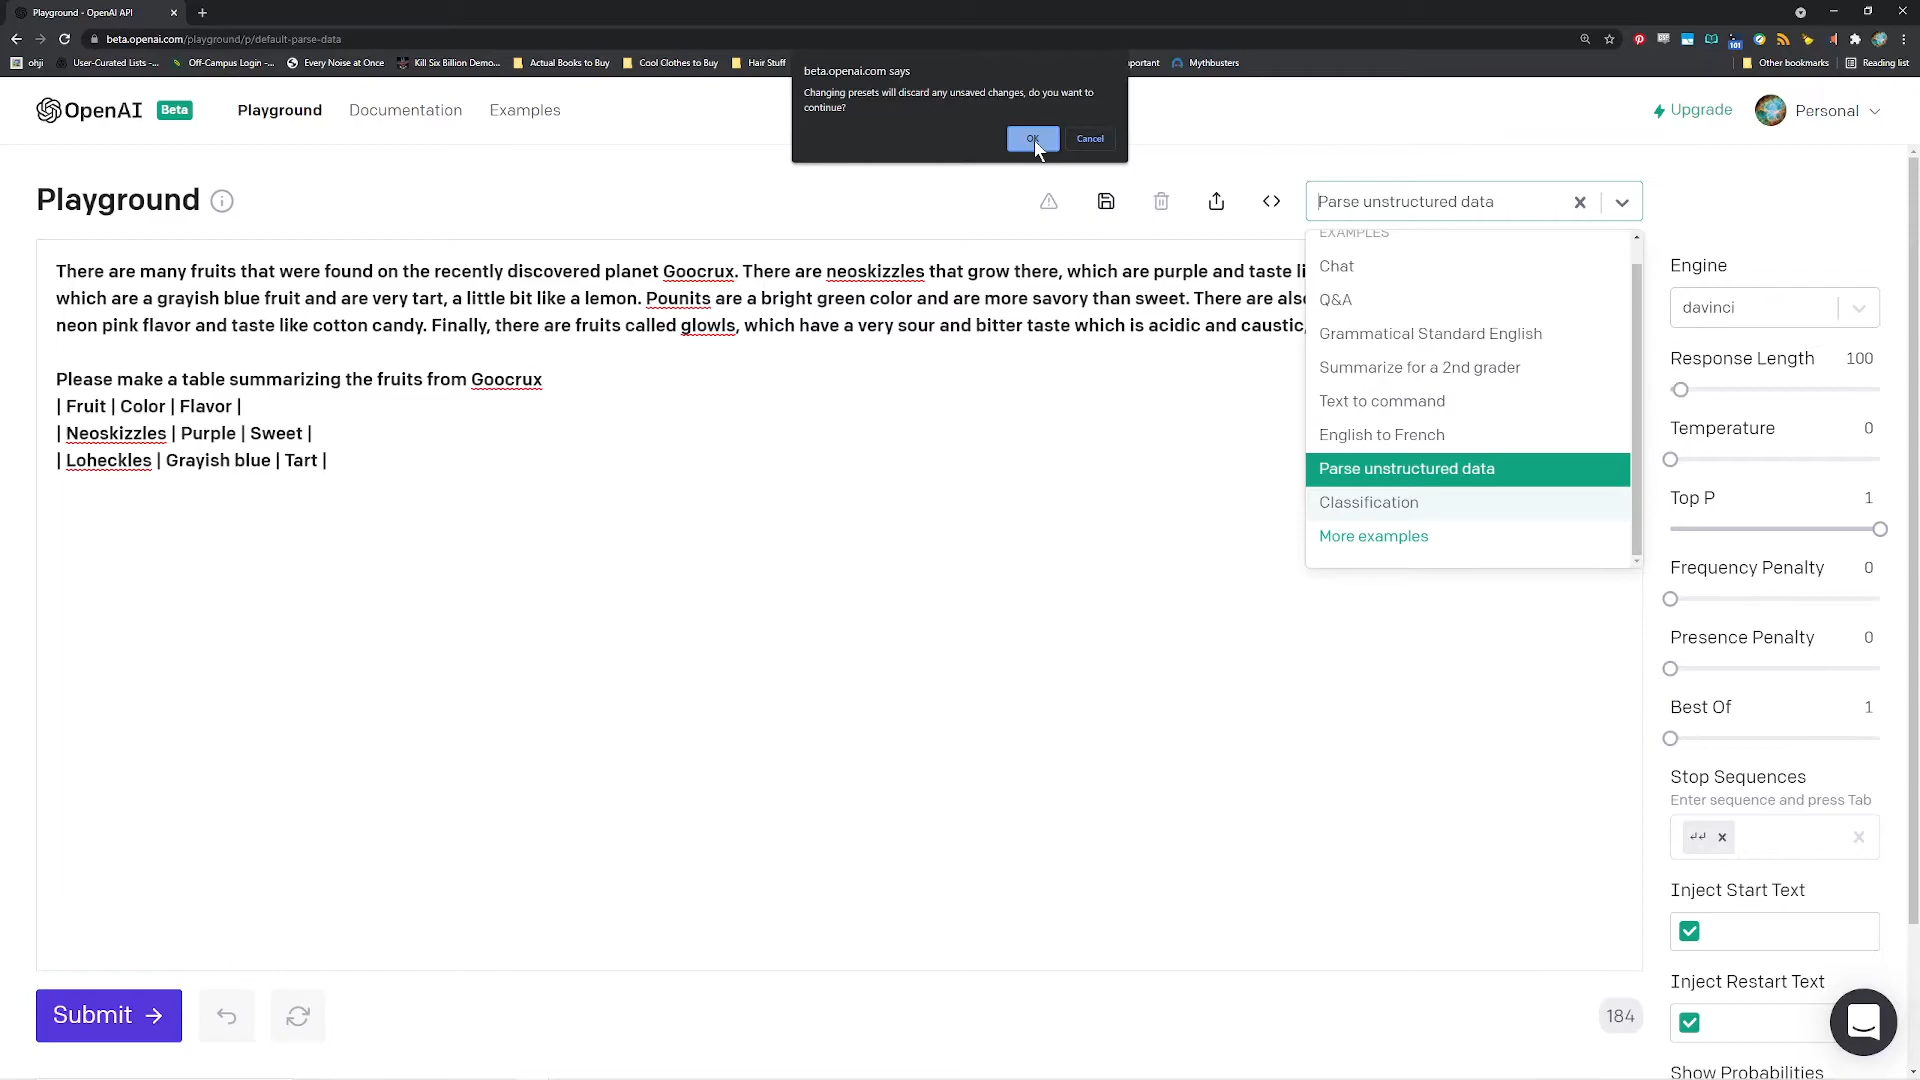 Playground - OpenAI API
beta.openai.com/playground/p/default-parse-data
ohji
User-Curated Lists -...
Off-Campus Login -...
Every Noise at Once
Kill Six Billion Demo...
Actual Books to Buy
Cool Clothes to Buy
Hair Stuff
portant
Mythbusters
Other bookmarks
Reading list
101
beta.openai.com says
Changing presets will discard any unsaved changes, do you want to
continue?
OK
Cancel
OpenAI
Beta
Playground
Documentation
Examples
Upgrade
Personal
Playground
Parse unstructured data
EXAMPLES
Chat
Q&A
Grammatical Standard English
Summarize for a 2nd grader
Text to command
English to French
Parse unstructured data
Classification
More examples
There are many fruits that were found on the recently discovered planet Goocrux. There are neoskizzles that grow there, which are purple and taste li
which are a grayish blue fruit and are very tart, a little bit like a lemon. Pounits are a bright green color and are more savory than sweet. There are also
neon pink flavor and taste like cotton candy. Finally, there are fruits called glowls, which have a very sour and bitter taste which is acidic and caustic,
Please make a table summarizing the fruits from Goocrux
| Fruit | Color | Flavor |
| Neoskizzles | Purple | Sweet |
| Loheckles | Grayish blue | Tart |
Engine
davinci
Response Length 100
Temperature 0
Top P 1
Frequency Penalty 0
Presence Penalty 0
Best Of 1
Stop Sequences
Enter sequence and press Tab
↵↵
Inject Start Text
Inject Restart Text
Show Probabilities
Submit
184